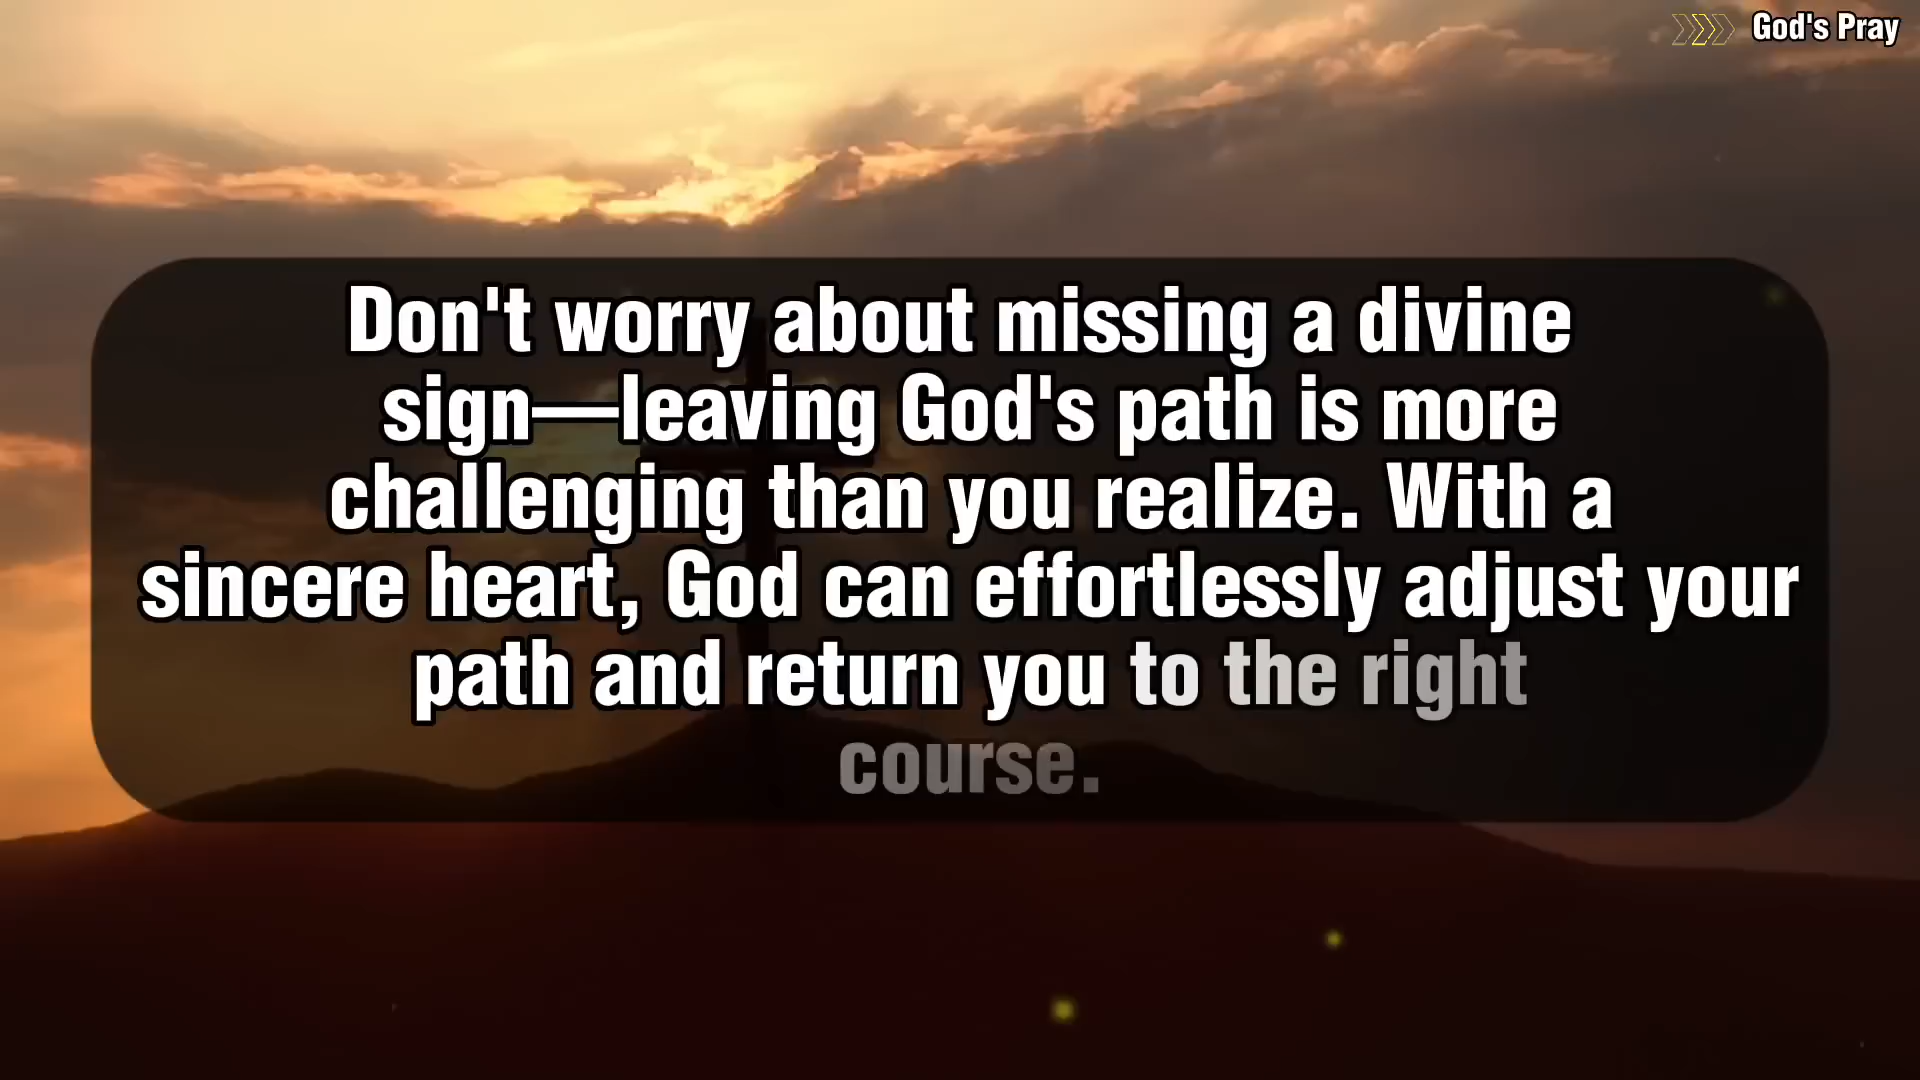 God's Pray
Don't worry about missing a divine
sign—leaving God's path is more
challenging than you realize. With a
sincere heart, God can effortlessly adjust your
path and return you to the right
course.